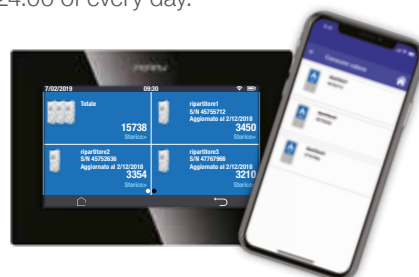 24:00 of every day.
7/02/2019 09:30
Totale
15738
Storico>
ripartitore1
S/N 45755712
Aggiornato al 2/12/2018
3450
Storico>
ripartitore2
S/N 45752636
Aggiornato al 2/12/2018
3354
Storico>
ripartitore3
S/N 47767966
Aggiornato al 2/12/2018
3210
Storico>
Consumi calore